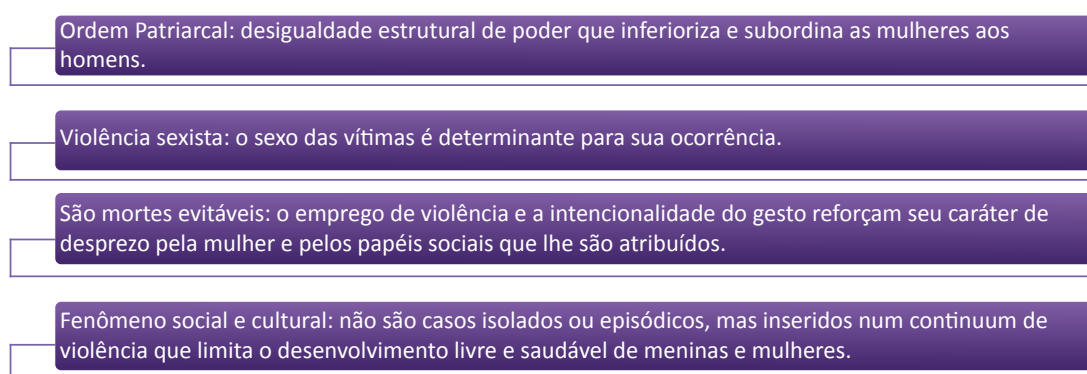 Ordem Patriarcal: desigualdade estrutural de poder que inferioriza e subordina as mulheres aos
homens.
Violência sexista: o sexo das vítimas é determinante para sua ocorrência.
São mortes evitáveis: o emprego de violência e a intencionalidade do gesto reforçam seu caráter de
desprezo pela mulher e pelos papéis sociais que lhe são atribuídos.
Fenômeno social e cultural: não são casos isolados ou episódicos, mas inseridos num continuum de
violência que limita o desenvolvimento livre e saudável de meninas e mulheres.